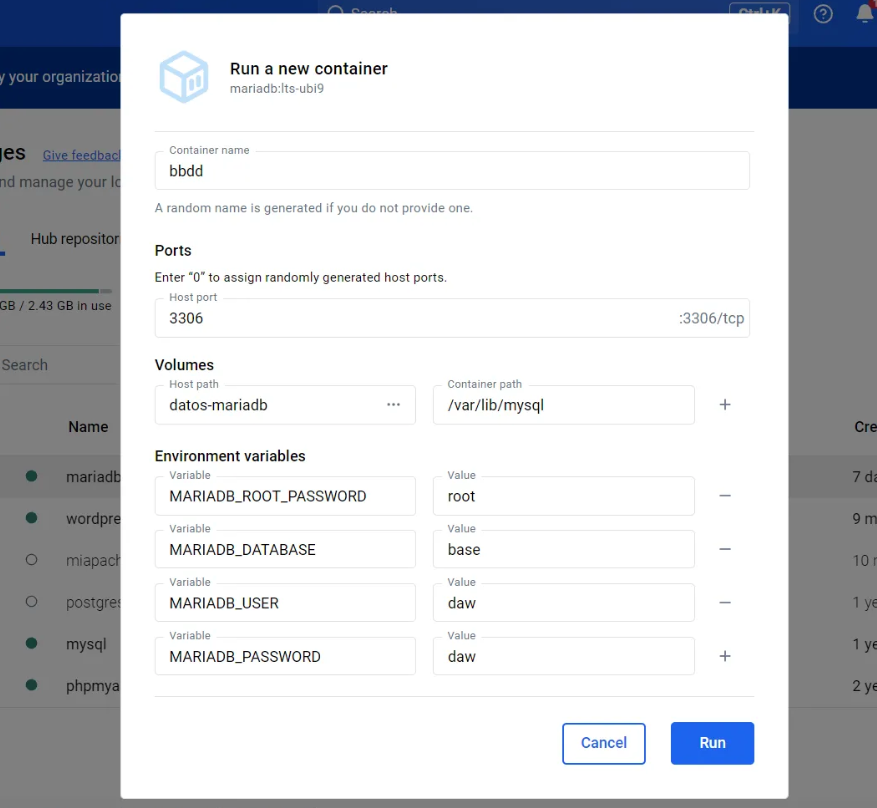 Search
Ctrl+K
y your organization
Run a new container
mariadb:lts-ubi9
ges
Give feedback
nd manage your lo
Container name
bbdd
A random name is generated if you do not provide one.
Hub repositor
Ports
Enter “0” to assign randomly generated host ports.
GB / 2.43 GB in use
Host port
3306
:3306/tcp
Search
Volumes
Host path
datos-mariadb
...
Container path
/var/lib/mysql
+
Name
Cre
Environment variables
Variable
MARIADB_ROOT_PASSWORD
Value
root
−
Variable
MARIADB_DATABASE
Value
base
−
Variable
MARIADB_USER
Value
daw
−
Variable
MARIADB_PASSWORD
Value
daw
+
mariadb
7 da
wordpre
9 m
miapach
10 m
postgres
1 ye
mysql
1 ye
phpmya
2 ye
Cancel
Run